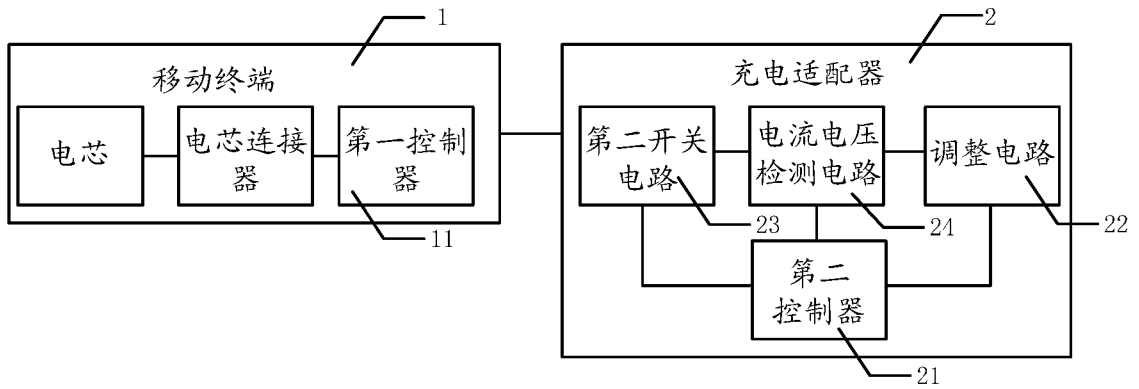 1
2
移动终端
充电适配器
电芯
电芯连接
器
第一控制
器
第二开关
电路
电流电压
检测电路
调整电路
11
23
24
22
第二
控制器
21